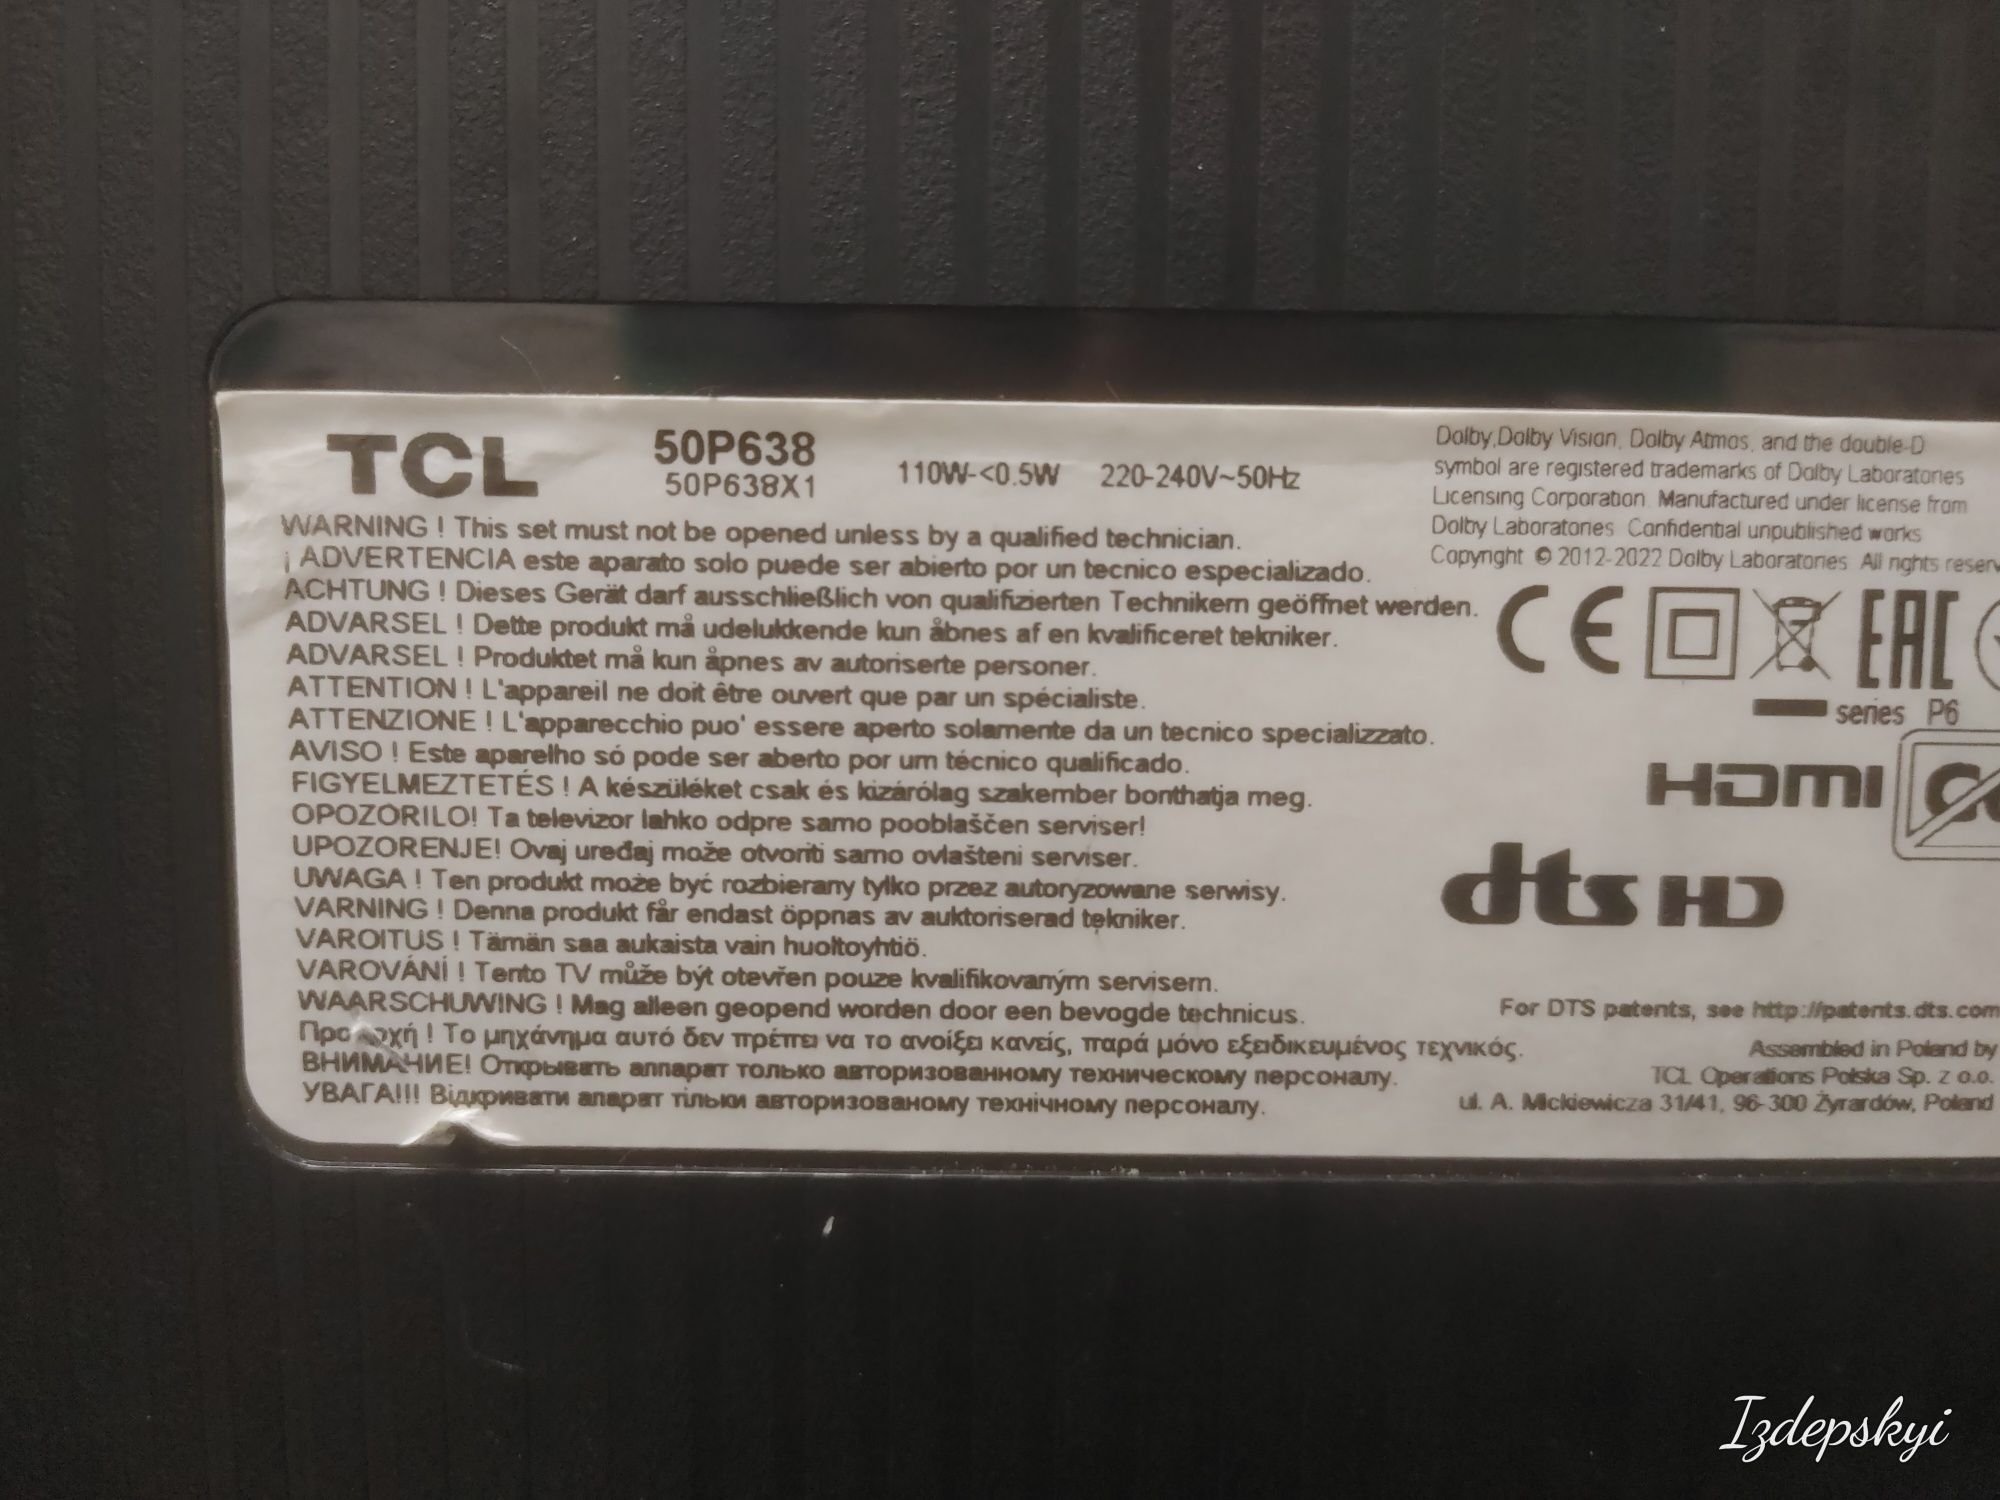 TCL
50P638
50P638X1
110W-<0.5W 220-240V~50Hz
WARNING ! This set must not be opened unless by a qualified technician.
¡ ADVERTENCIA este aparato solo puede ser abierto por un tecnico especializado.
ACHTUNG ! Dieses Gerät darf ausschließlich von qualifizierten Technikern geöffnet werden.
ADVARSEL ! Dette produkt må udelukkende kun åbnes af en kvalificeret tekniker.
ADVARSEL ! Produktet må kun åpnes av autoriserte personer.
ATTENTION ! L'appareil ne doit être ouvert que par un spécialiste.
ATTENZIONE ! L'apparecchio puo' essere aperto solamente da un tecnico specializzato.
AVISO ! Este aparelho só pode ser aberto por um técnico qualificado.
FIGYELMEZTETÉS ! A készüléket csak és kizárólag szakember bonthatja meg.
OPOZORILO! Ta televizor lahko odpre samo pooblaščen serviser!
UPOZORENJE! Ovaj uređaj može otvoriti samo ovlašteni serviser.
UWAGA ! Ten produkt może być rozbierany tylko przez autoryzowane serwisy.
VARNING ! Denna produkt får endast öppnas av auktoriserad tekniker.
VAROITUS ! Tämän saa aukaista vain huoltoyhtiö.
VAROVÁNÍ ! Tento TV může být otevřen pouze kvalifikovaným servisem.
WAARSCHUWING ! Mag alleen geopend worden door een bevogde technicus.
! Το μηχάνημα αυτό δεν πρέπει να το ανοίξει κανείς, παρά μόνο εξειδικευμένος τεχνικός.
ВНИМАНИЕ! Открывать аппарат только авторизованному техническому персоналу.
УВАГА!!! Відкривати апарат тільки авторизованому технічному персоналу.
Dolby,Dolby Vision, Dolby Atmos, and the double-D
symbol are registered trademarks of Dolby Laboratories
Licensing Corporation. Manufactured under license from
Dolby Laboratories. Confidential unpublished works.
Copyright © 2012-2022 Dolby Laboratories. All rights
CE EAC
series P6
HDMI
dts HD
For DTS patents, see http://patents.dts.com
Assembled in Poland by
TCL Operations Polska Sp. z o.o.
ul. A. Mickiewicza 31/41, 96-300 Żyrardów, Poland
Izdepskyi